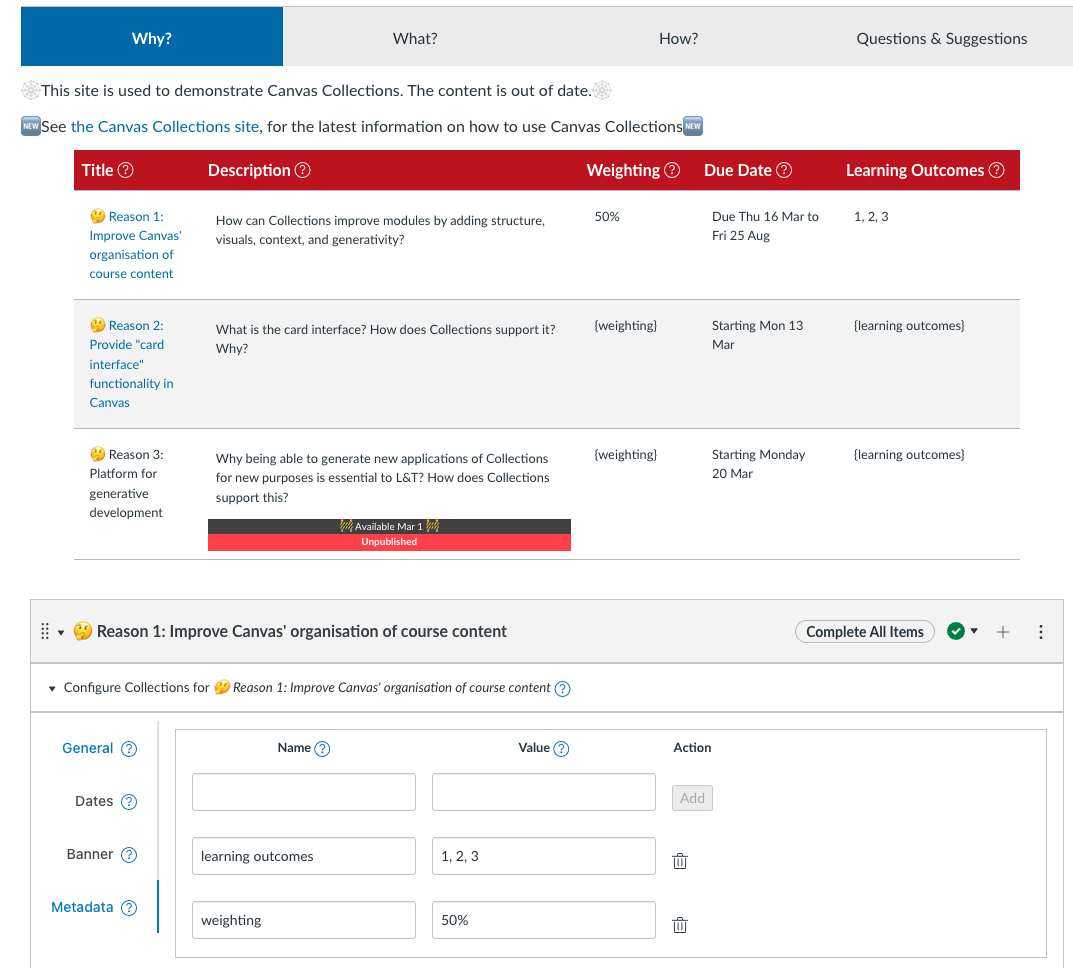 Why? What? How? Questions & Suggestions
🕸️This site is used to demonstrate Canvas Collections. The content is out of date.🕸️
🆕See the Canvas Collections site, for the latest information on how to use Canvas Collections🆕
Title ? Description ? Weighting ? Due Date ? Learning Outcomes ?
🤔 Reason 1:
Improve Canvas'
organisation of
course content
How can Collections improve modules by adding structure,
visuals, context, and generativity?
50%
Due Thu 16 Mar to
Fri 25 Aug
1, 2, 3
🤔 Reason 2:
Provide "card
interface"
functionality in
Canvas
What is the card interface? How does Collections support it?
Why?
{weighting}
Starting Mon 13
Mar
{learning outcomes}
🤔 Reason 3:
Platform for
generative
development
Why being able to generate new applications of Collections
for new purposes is essential to L&T? How does Collections
support this?
🚧 Available Mar 1 🚧
Unpublished
{weighting}
Starting Monday
20 Mar
{learning outcomes}
🤔 Reason 1: Improve Canvas' organisation of course content Complete All Items
Configure Collections for 🤔 Reason 1: Improve Canvas' organisation of course content ?
General ?
Dates ?
Banner ?
Metadata ?
Name ? Value ? Action
Add
learning outcomes 1, 2, 3
weighting 50%